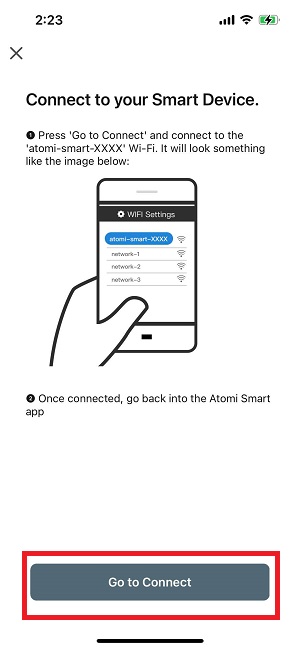 2:23
Connect to your Smart Device.
❶ Press 'Go to Connect' and connect to the
'atomi-smart-XXXX' Wi-Fi. It will look something
like the image below:
WIFI Settings
atomi-smart-XXXX
network-1
network-2
network-3
❷ Once connected, go back into the Atomi Smart
app
Go to Connect